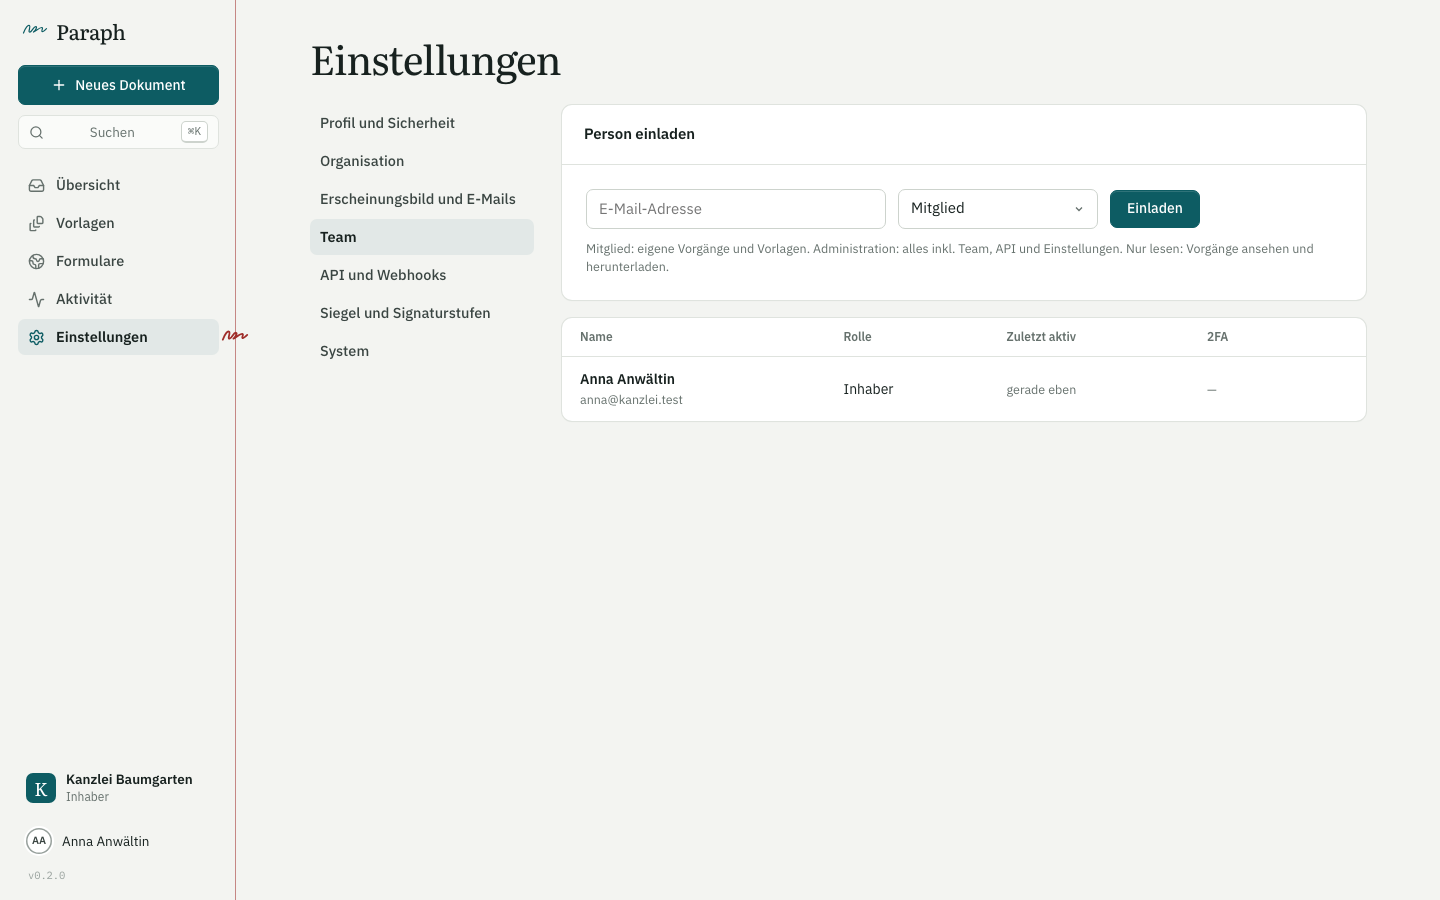 Paraph
Neues Dokument
Suchen
⌘K
Übersicht
Vorlagen
Formulare
Aktivität
Einstellungen
Kanzlei Baumgarten
Inhaber
AA
Anna Anwältin
v0.2.0
Einstellungen
Profil und Sicherheit
Organisation
Erscheinungsbild und E-Mails
Team
API und Webhooks
Siegel und Signaturstufen
System
Person einladen
E-Mail-Adresse
Mitglied
Einladen
Mitglied: eigene Vorgänge und Vorlagen. Administration: alles inkl. Team, API und Einstellungen. Nur lesen: Vorgänge ansehen und
herunterladen.
Name Rolle Zuletzt aktiv 2FA
Anna Anwältin
anna@kanzlei.test
Inhaber
gerade eben
—
K